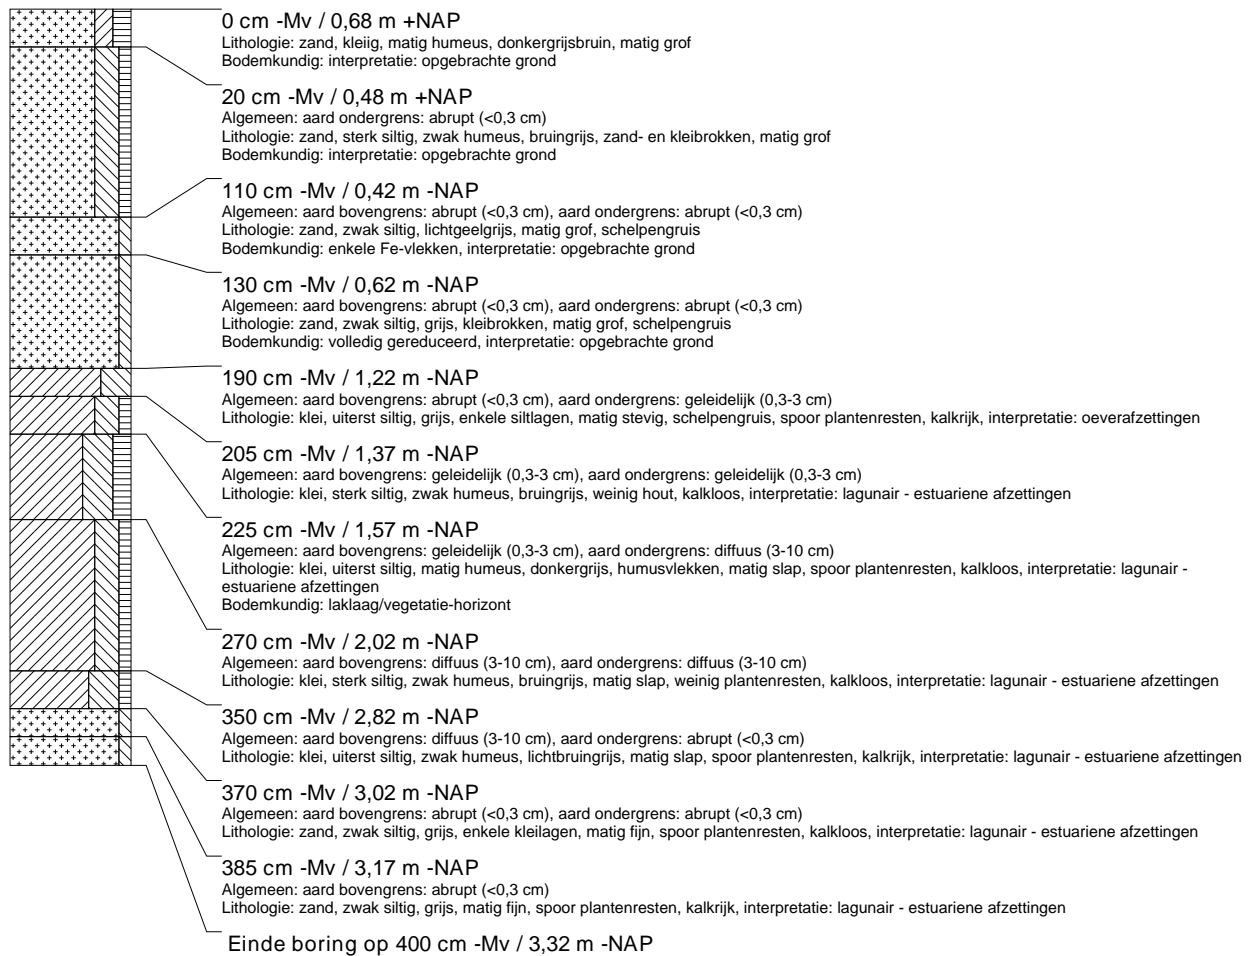 0 cm -Mv / 0,68 m +NAP
Lithologie: zand, kleiig, matig humeus, donkergrijsbruin, matig grof
Bodemkundig: interpretatie: opgebrachte grond
20 cm -Mv / 0,48 m +NAP
Algemeen: aard ondergrens: abrupt (<0,3 cm)
Lithologie: zand, sterk siltig, zwak humeus, bruingrijs, zand- en kleibrokken, matig grof
Bodemkundig: interpretatie: opgebrachte grond
110 cm -Mv / 0,42 m -NAP
Algemeen: aard bovengrens: abrupt (<0,3 cm), aard ondergrens: abrupt (<0,3 cm)
Lithologie: zand, zwak siltig, lichtgeelgrijs, matig grof, schelpengruis
Bodemkundig: enkele Fe-vlekken, interpretatie: opgebrachte grond
130 cm -Mv / 0,62 m -NAP
Algemeen: aard bovengrens: abrupt (<0,3 cm), aard ondergrens: abrupt (<0,3 cm)
Lithologie: zand, zwak siltig, grijs, kleibrokken, matig grof, schelpengruis
Bodemkundig: volledig gereduceerd, interpretatie: opgebrachte grond
190 cm -Mv / 1,22 m -NAP
Algemeen: aard bovengrens: abrupt (<0,3 cm), aard ondergrens: geleidelijk (0,3-3 cm)
Lithologie: klei, uiterst siltig, grijs, enkele siltlagen, matig stevig, schelpengruis, spoor plantenresten, kalkrijk, interpretatie: oeverafzettingen
205 cm -Mv / 1,37 m -NAP
Algemeen: aard bovengrens: geleidelijk (0,3-3 cm), aard ondergrens: geleidelijk (0,3-3 cm)
Lithologie: klei, sterk siltig, zwak humeus, bruingrijs, weinig hout, kalkloos, interpretatie: lagunair - estuariene afzettingen
225 cm -Mv / 1,57 m -NAP
Algemeen: aard bovengrens: geleidelijk (0,3-3 cm), aard ondergrens: diffuus (3-10 cm)
Lithologie: klei, uiterst siltig, matig humeus, donkergrijs, humusvlekken, matig slap, spoor plantenresten, kalkloos, interpretatie: lagunair -
estuariene afzettingen
Bodemkundig: laklaag/vegetatie-horizont
270 cm -Mv / 2,02 m -NAP
Algemeen: aard bovengrens: diffuus (3-10 cm), aard ondergrens: diffuus (3-10 cm)
Lithologie: klei, sterk siltig, zwak humeus, bruingrijs, matig slap, weinig plantenresten, kalkloos, interpretatie: lagunair - estuariene afzettingen
350 cm -Mv / 2,82 m -NAP
Algemeen: aard bovengrens: diffuus (3-10 cm), aard ondergrens: abrupt (<0,3 cm)
Lithologie: klei, uiterst siltig, zwak humeus, lichtbruingrijs, matig slap, spoor plantenresten, kalkrijk, interpretatie: lagunair - estuariene afzettingen
370 cm -Mv / 3,02 m -NAP
Algemeen: aard bovengrens: abrupt (<0,3 cm), aard ondergrens: abrupt (<0,3 cm)
Lithologie: zand, zwak siltig, grijs, enkele kleilagen, matig fijn, spoor plantenresten, kalkloos, interpretatie: lagunair - estuariene afzettingen
385 cm -Mv / 3,17 m -NAP
Algemeen: aard bovengrens: abrupt (<0,3 cm)
Lithologie: zand, zwak siltig, grijs, matig fijn, spoor plantenresten, kalkrijk, interpretatie: lagunair - estuariene afzettingen
Einde boring op 400 cm -Mv / 3,32 m -NAP